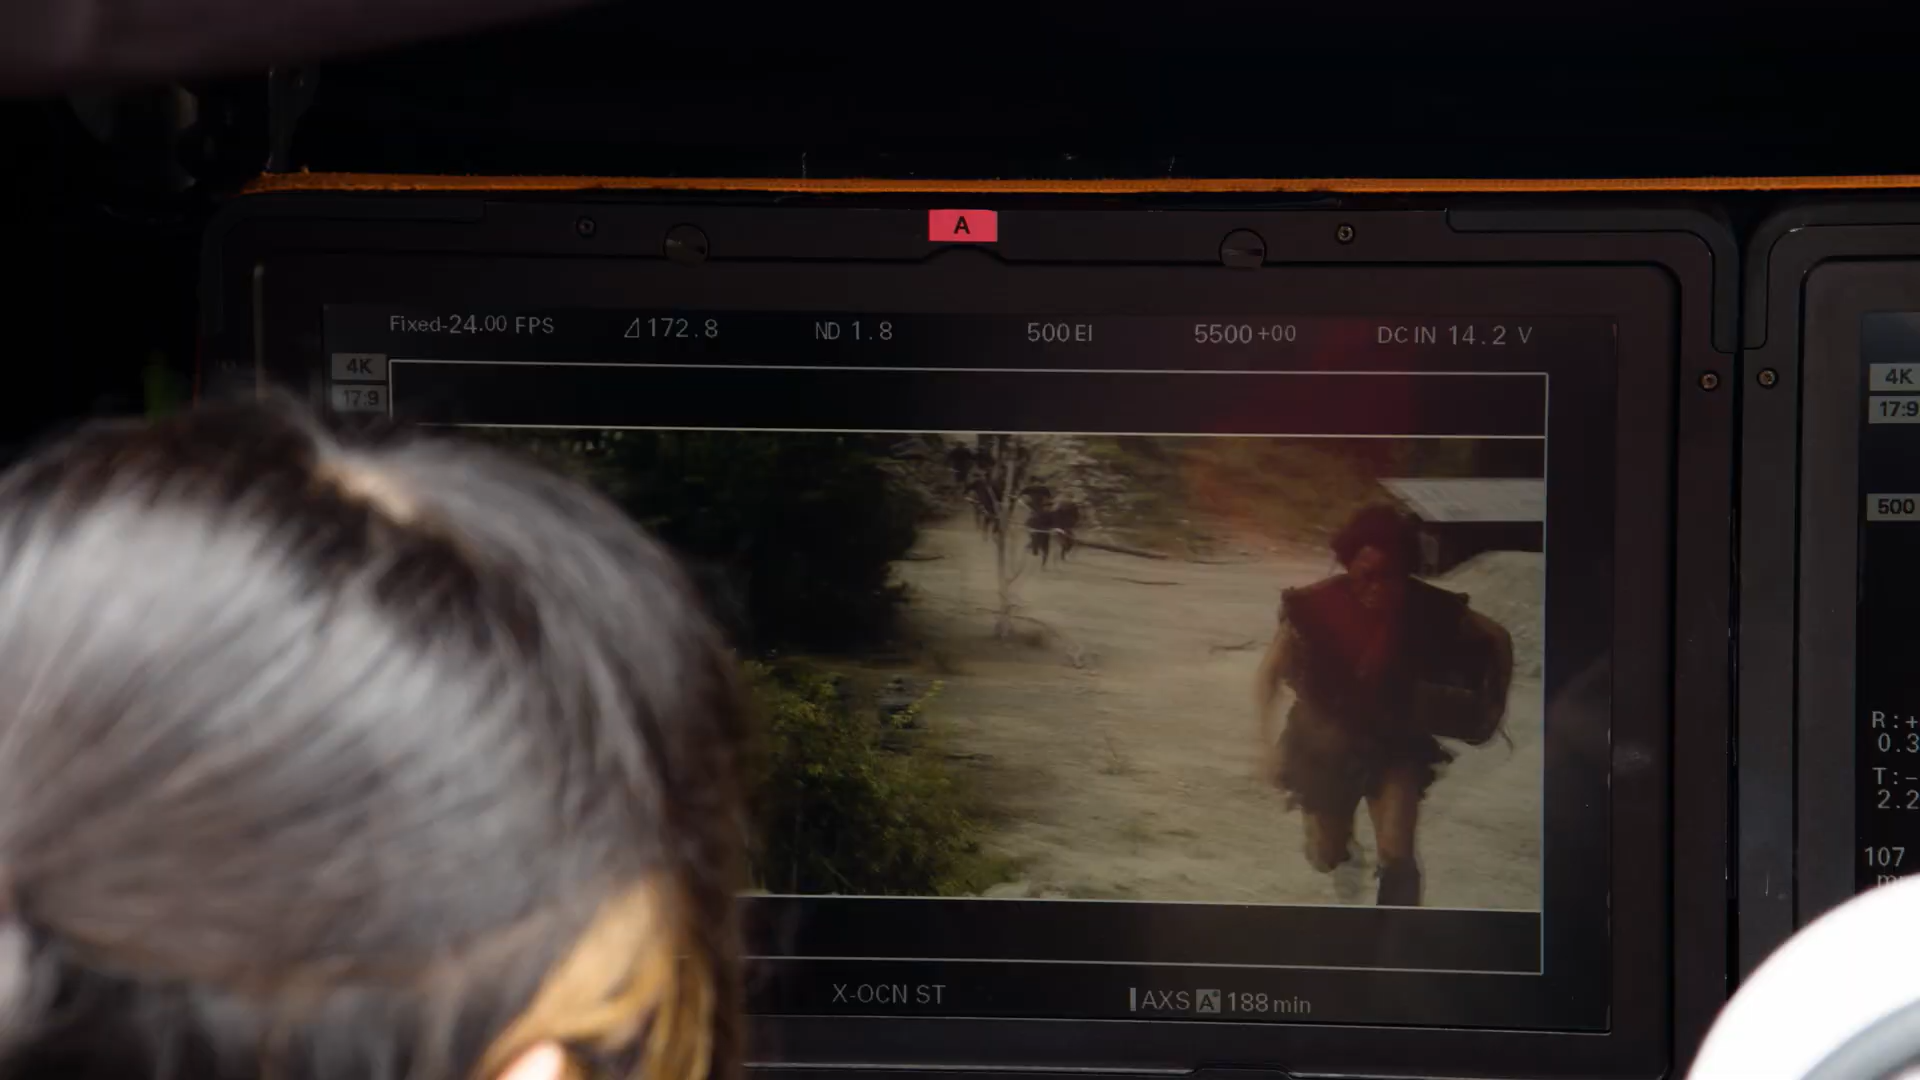 A
Fixed-24.00 FPS
⊿172.8
ND 1.8
500 EI
5500+00
DC IN 14.2 V
4K
17:9
X-OCN ST
AXS A 188 min
4K
17:9
500
R:+
0.3
T:-
2.2
107